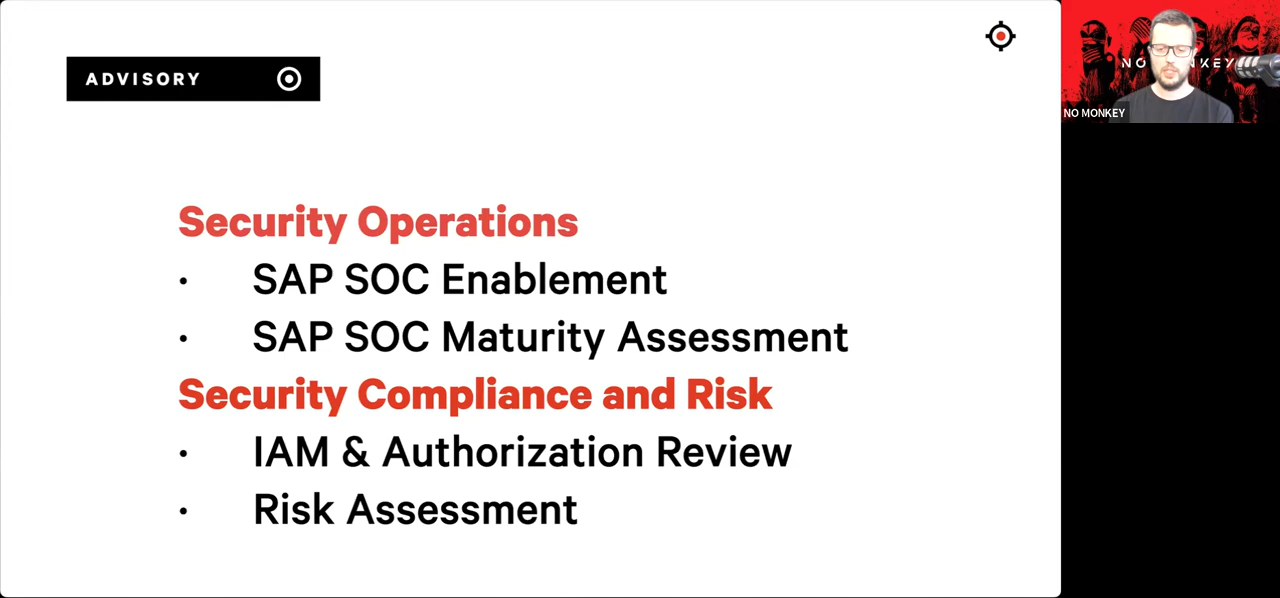 ADVISORY
Security Operations
• SAP SOC Enablement
• SAP SOC Maturity Assessment
Security Compliance and Risk
• IAM & Authorization Review
• Risk Assessment
NO MONKEY